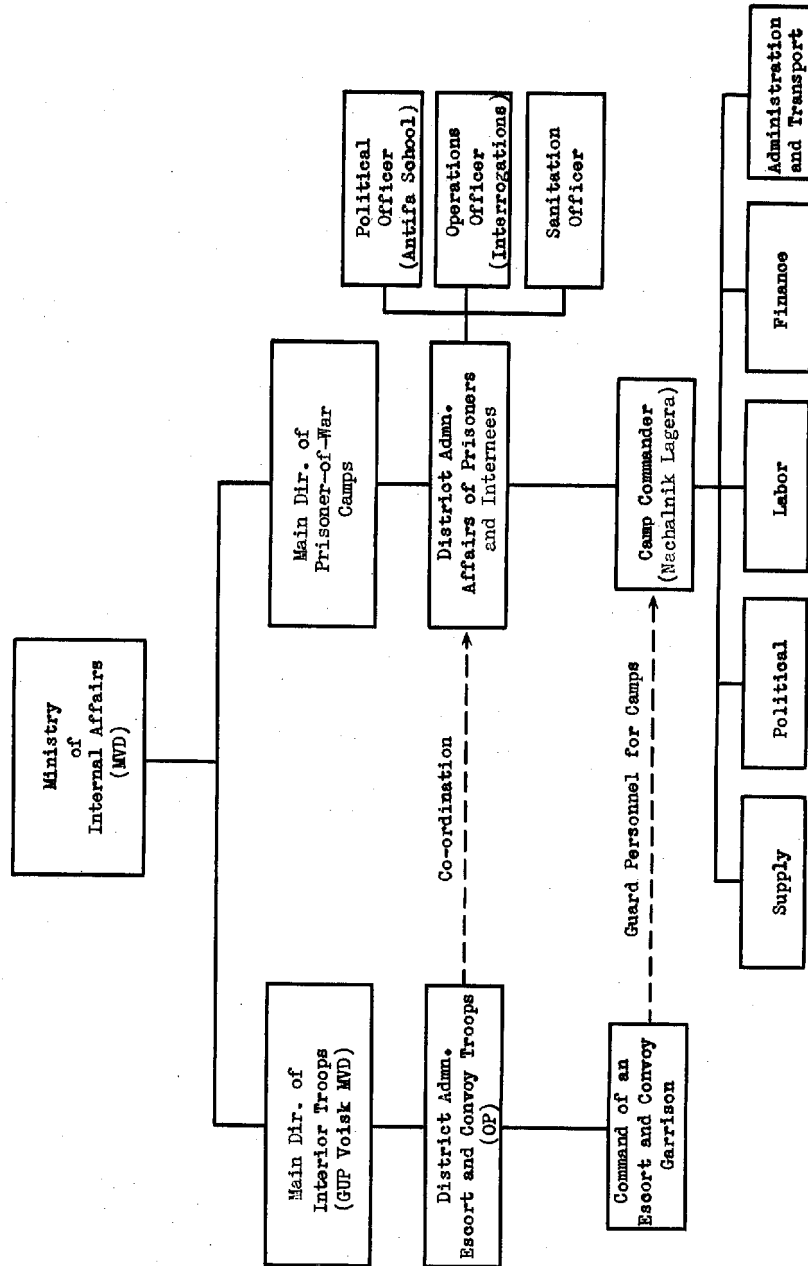 Ministry
of
Internal Affairs
(MVD)
Main Dir. of
Interior Troops
(GUP Voisk MVD)
Main Dir. of
Prisoner-of-War
Camps
District Admn.
Escort and Convoy Troops
(OP)
Co-ordination
District Admn.
Affairs of Prisoners
and Internees
Political
Officer
(Antifa School)
Operations
Officer
(Interrogations)
Sanitation
Officer
Command of an
Escort and Convoy
Garrison
Guard Personnel for Camps
Camp Commander
(Nachalnik Lagera)
Supply
Political
Labor
Finance
Administration
and Transport